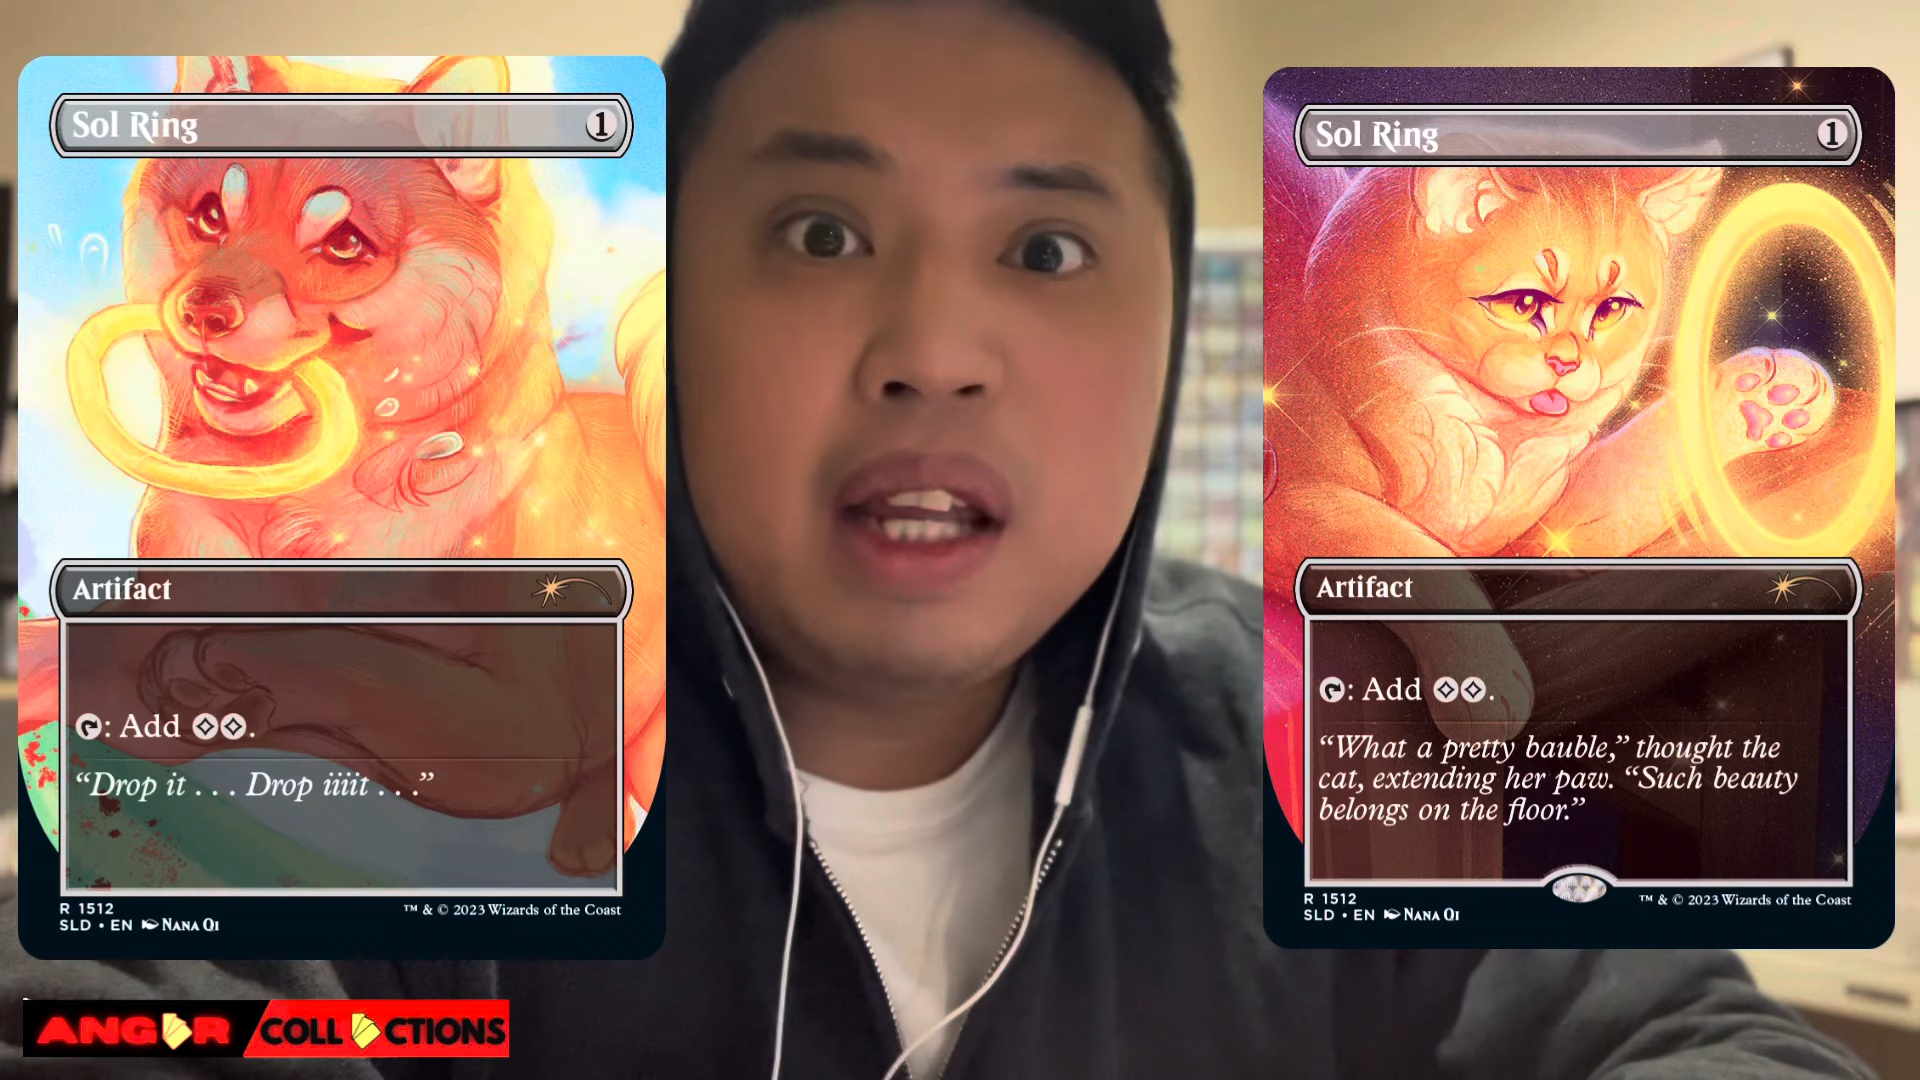 Sol Ring 1
Artifact
: Add .
“Drop it . . . Drop iiiit . . .”
R 1512
SLD • EN NANA QI
™ & © 2023 Wizards of the Coast
Sol Ring 1
Artifact
: Add .
“What a pretty bauble,” thought the
cat, extending her paw. “Such beauty
belongs on the floor.”
R 1512
SLD • EN NANA QI
™ & © 2023 Wizards of the Coast
ANGOR COLLECTIONS